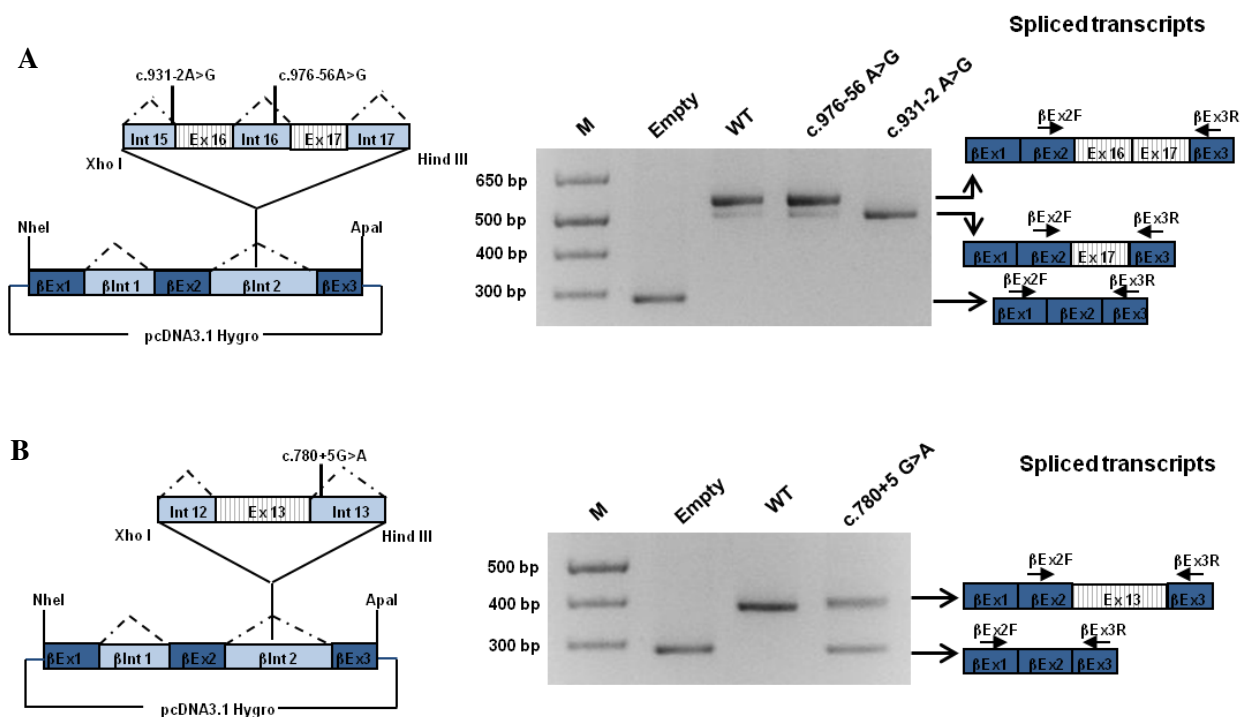 A
c.931-2A>G
c.976-56A>G
Int 15 Ex 16 Int 16 Ex 17 Int 17
Xho I
Hind III
NheI
ApaI
βEx1 βInt 1 βEx2 βInt 2 βEx3
pcDNA3.1 Hygro
M
Empty
WT
c.976-56 A>G
c.931-2 A>G
650 bp
500 bp
400 bp
300 bp
Spliced transcripts
βEx2F βEx3R
βEx1 βEx2 Ex 16 Ex 17 βEx3
βEx2F βEx3R
βEx1 βEx2 Ex 17 βEx3
βEx2F βEx3R
βEx1 βEx2 βEx3
B
c.780+5G>A
Int 12 Ex 13 Int 13
Xho I
Hind III
NheI
ApaI
βEx1 βInt 1 βEx2 βInt 2 βEx3
pcDNA3.1 Hygro
M
Empty
WT
c.780+5 G>A
500 bp
400 bp
300 bp
Spliced transcripts
βEx2F βEx3R
βEx1 βEx2 Ex 13 βEx3
βEx2F βEx3R
βEx1 βEx2 βEx3